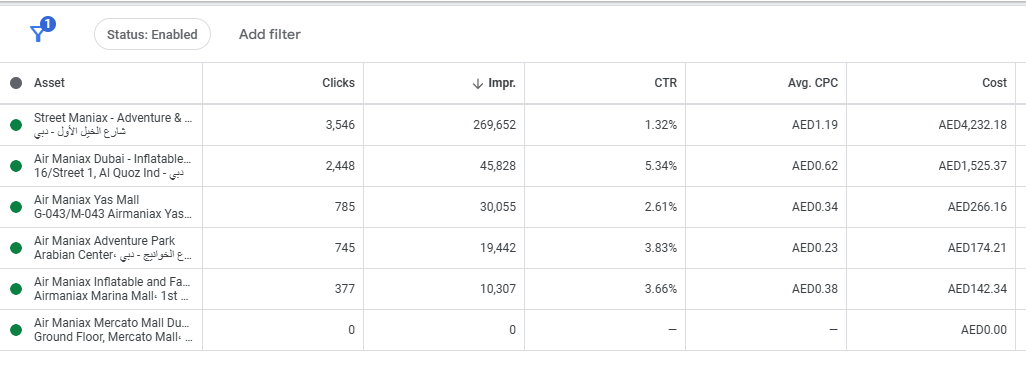 1
Status: Enabled
Add filter
Asset Clicks Impr. CTR Avg. CPC Cost
Street Maniax - Adventure & ...
شارع الخيل الأول - دبي
3,546 269,652 1.32% AED1.19 AED4,232.18
Air Maniax Dubai - Inflatable...
16/Street 1, Al Quoz Ind - دبي
2,448 45,828 5.34% AED0.62 AED1,525.37
Air Maniax Yas Mall
G-043/M-043 Airmaniax Yas...
785 30,055 2.61% AED0.34 AED266.16
Air Maniax Adventure Park
Arabian Center، ع الخوانيج - دبي...
745 19,442 3.83% AED0.23 AED174.21
Air Maniax Inflatable and Fa...
Airmaniax Marina Mall، 1st ...
377 10,307 3.66% AED0.38 AED142.34
Air Maniax Mercato Mall Du...
Ground Floor, Mercato Mall، ...
0 0 — — AED0.00